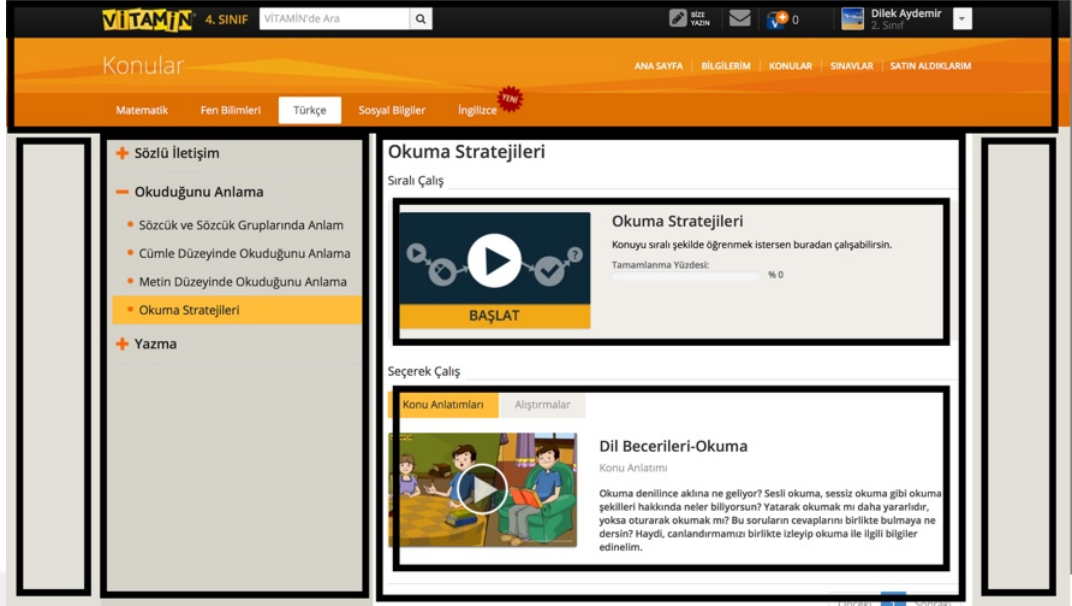 VİTAMİN 4. SINIF VİTAMİN'de Ara BİZE YAZIN 0 Dilek Aydemir
2. Sınıf
Konular
ANA SAYFA BİLGİLERİM KONULAR SINAVLAR SATIN ALDIKLARIM
YENİ
Matematik Fen Bilimleri Türkçe Sosyal Bilgiler İngilizce
Sözlü İletişim
Okuduğunu Anlama
Sözcük ve Sözcük Gruplarında Anlam
Cümle Düzeyinde Okuduğunu Anlama
Metin Düzeyinde Okuduğunu Anlama
Okuma Stratejileri
Yazma
Okuma Stratejileri
Sıralı Çalış
BAŞLAT
Okuma Stratejileri
Konuyu sıralı şekilde öğrenmek istersen buradan çalışabilirsin.
Tamamlanma Yüzdesi:
% 0
Seçerek Çalış
Konu Anlatımları Alıştırmalar
Dil Becerileri-Okuma
Konu Anlatımı
Okuma denilince aklına ne geliyor? Sesli okuma, sessiz okuma gibi okuma
şekilleri hakkında neler biliyorsun? Yatarak okumak mı daha yararlıdır,
yoksa oturarak okumak mı? Bu soruların cevaplarını birlikte bulmaya ne
dersin? Haydi, canlandırmamızı birlikte izleyip okuma ile ilgili bilgiler
edinelim.
Önceki 1 Sonraki